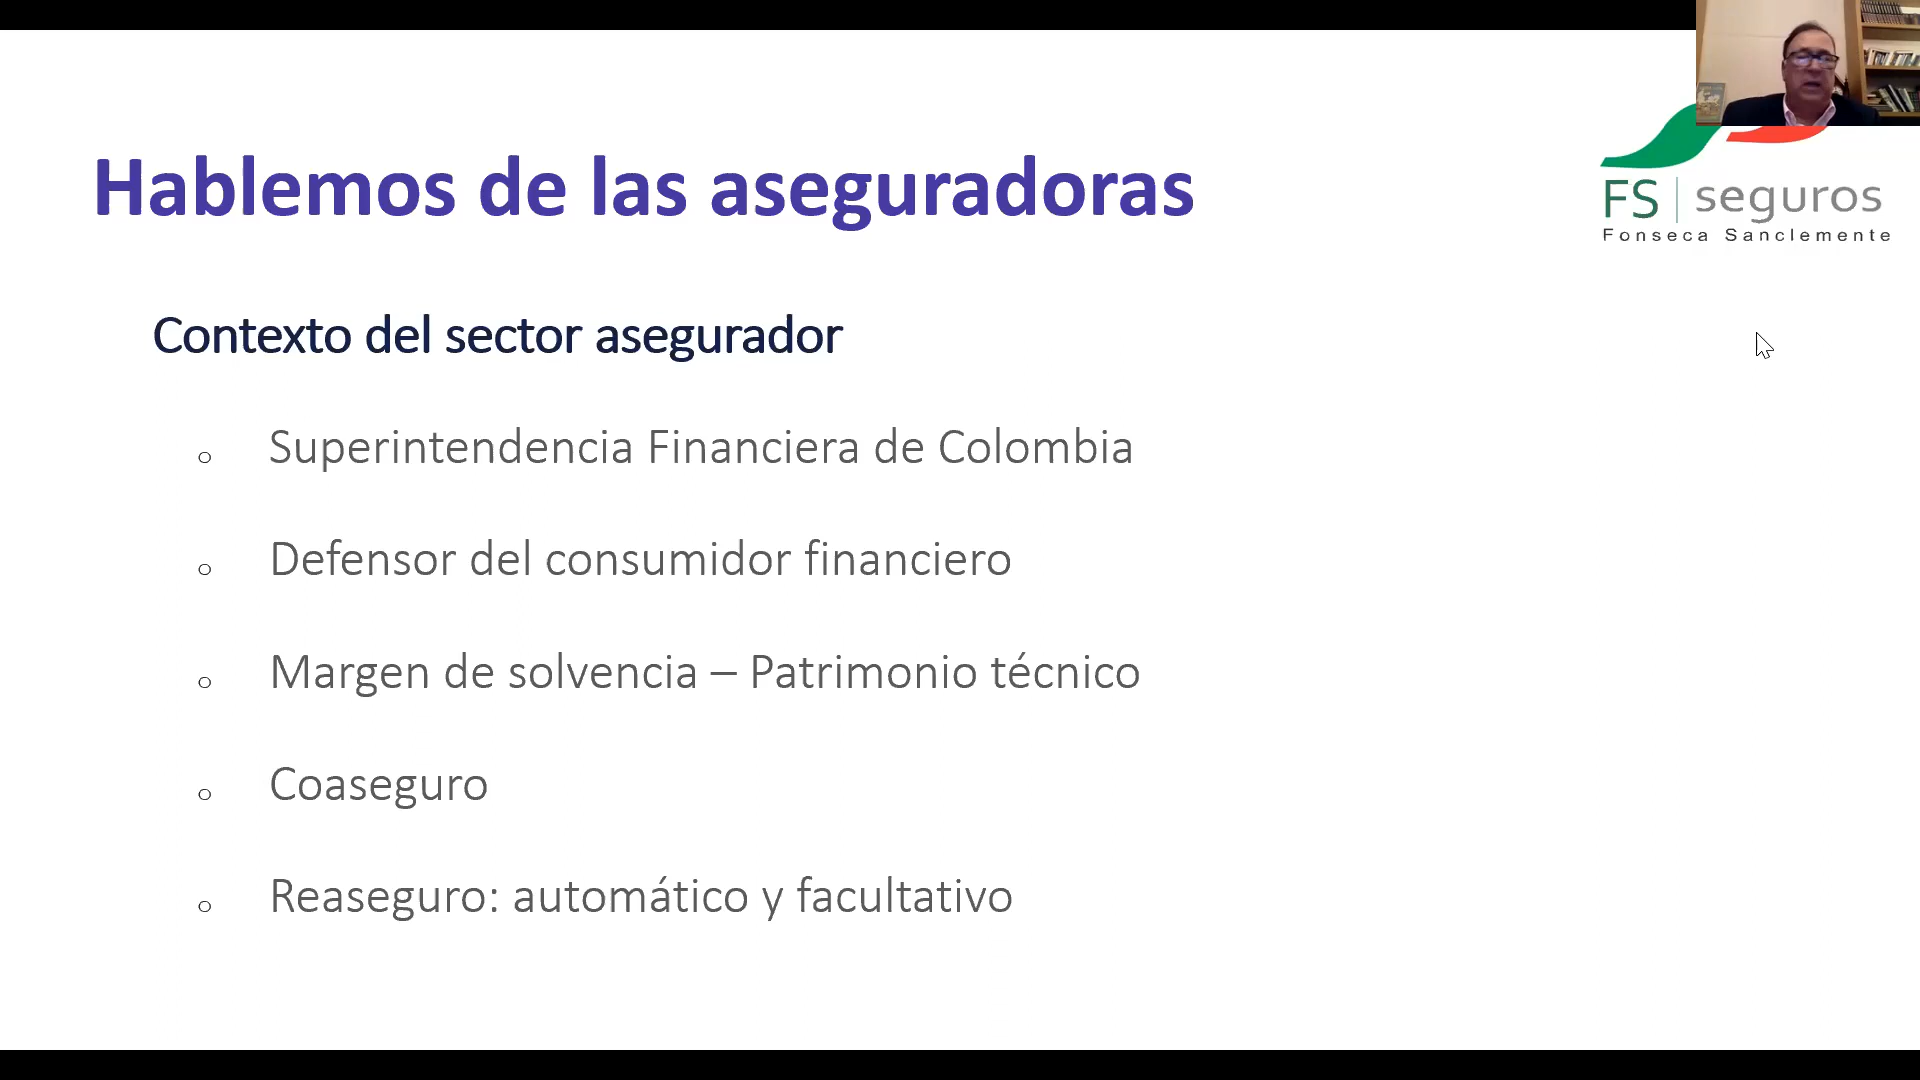 Hablemos de las aseguradoras
FS | seguros
Fonseca Sanclemente
Contexto del sector asegurador
o Superintendencia Financiera de Colombia
o Defensor del consumidor financiero
o Margen de solvencia – Patrimonio técnico
o Coaseguro
o Reaseguro: automático y facultativo